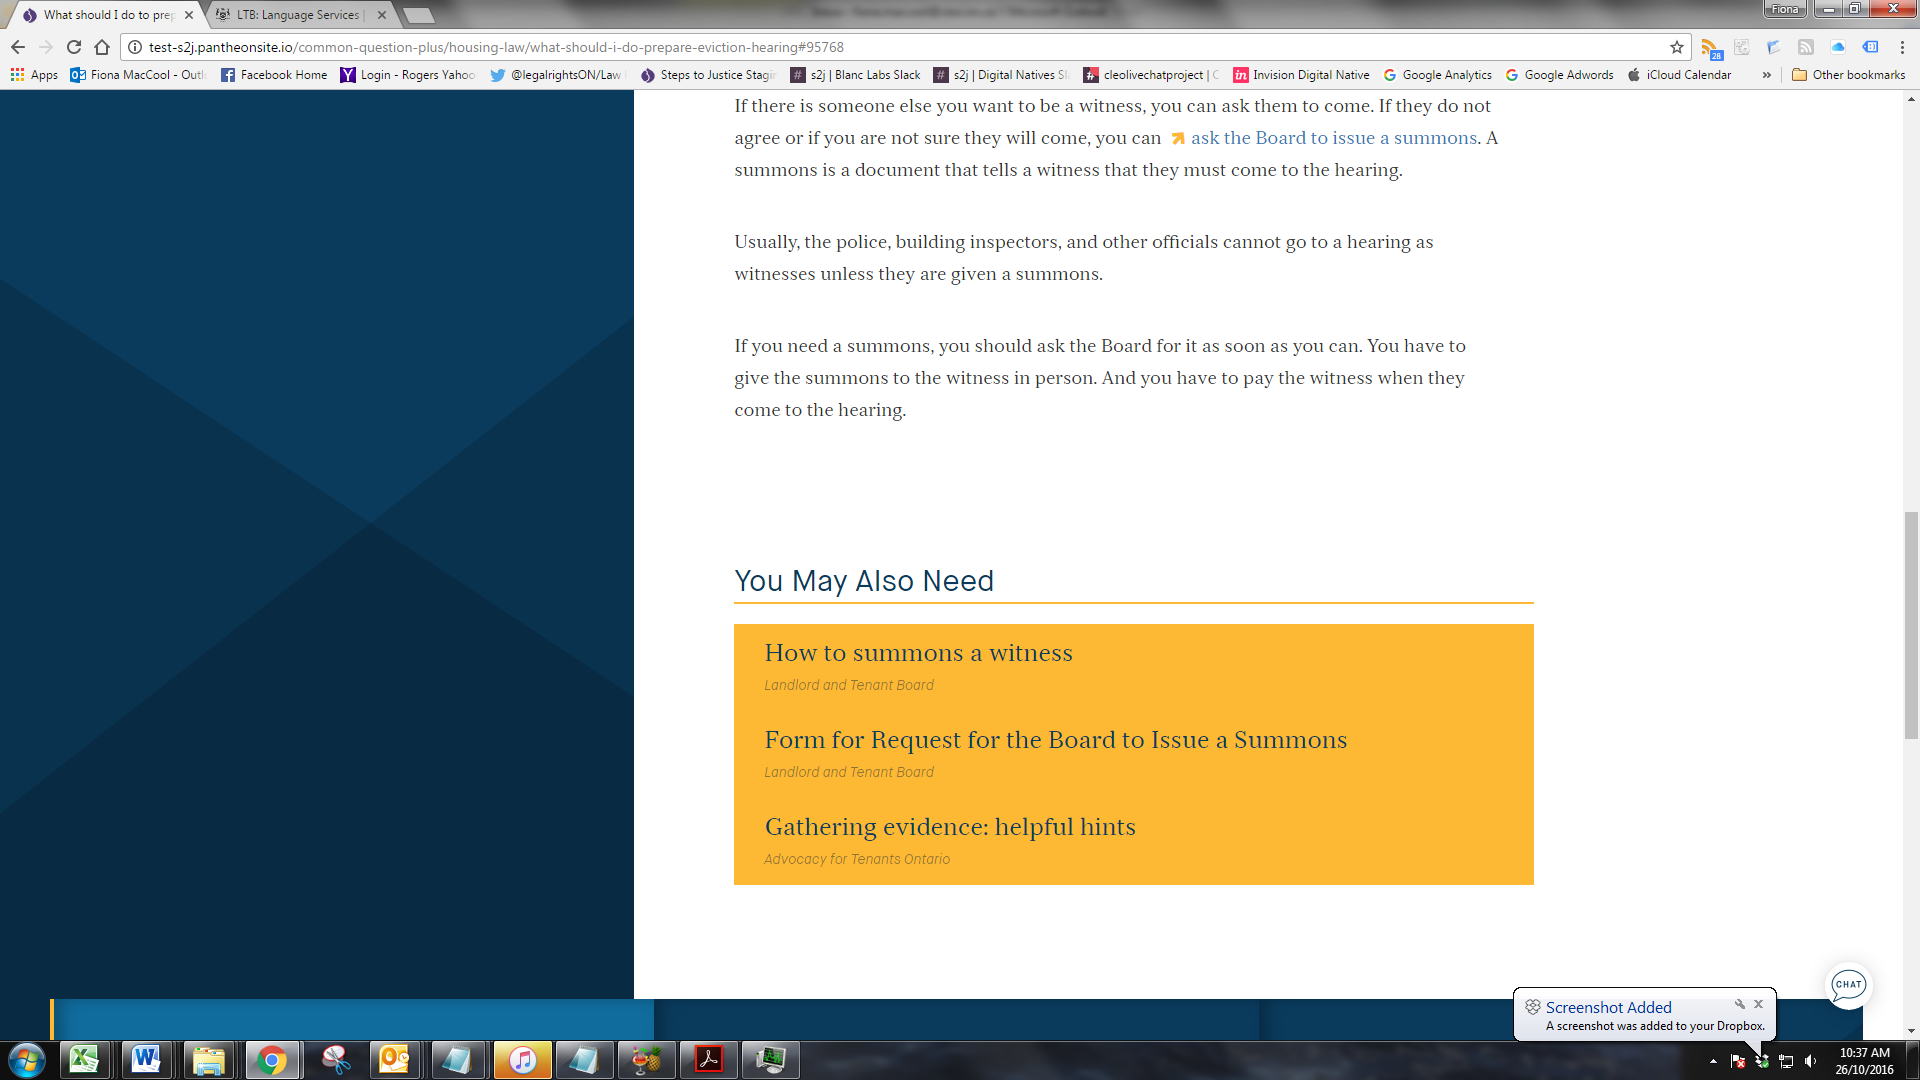 What should I do to prep
LTB: Language Services |
Fiona
test-s2j.pantheonsite.io/common-question-plus/housing-law/what-should-i-do-prepare-eviction-hearing#95768
28
Apps
Fiona MacCool - Outl
Facebook Home
Login - Rogers Yahoo
@legalrightsON/Law
Steps to Justice Stagin
s2j | Blanc Labs Slack
s2j | Digital Natives Sl
cleolivechatproject | C
Invision Digital Native
Google Analytics
Google Adwords
iCloud Calendar
»
Other bookmarks
If there is someone else you want to be a witness, you can ask them to come. If they do not
agree or if you are not sure they will come, you can ask the Board to issue a summons. A
summons is a document that tells a witness that they must come to the hearing.
Usually, the police, building inspectors, and other officials cannot go to a hearing as
witnesses unless they are given a summons.
If you need a summons, you should ask the Board for it as soon as you can. You have to
give the summons to the witness in person. And you have to pay the witness when they
come to the hearing.
You May Also Need
How to summons a witness
Landlord and Tenant Board
Form for Request for the Board to Issue a Summons
Landlord and Tenant Board
Gathering evidence: helpful hints
Advocacy for Tenants Ontario
CHAT
Screenshot Added
A screenshot was added to your Dropbox.
10:37 AM
26/10/2016